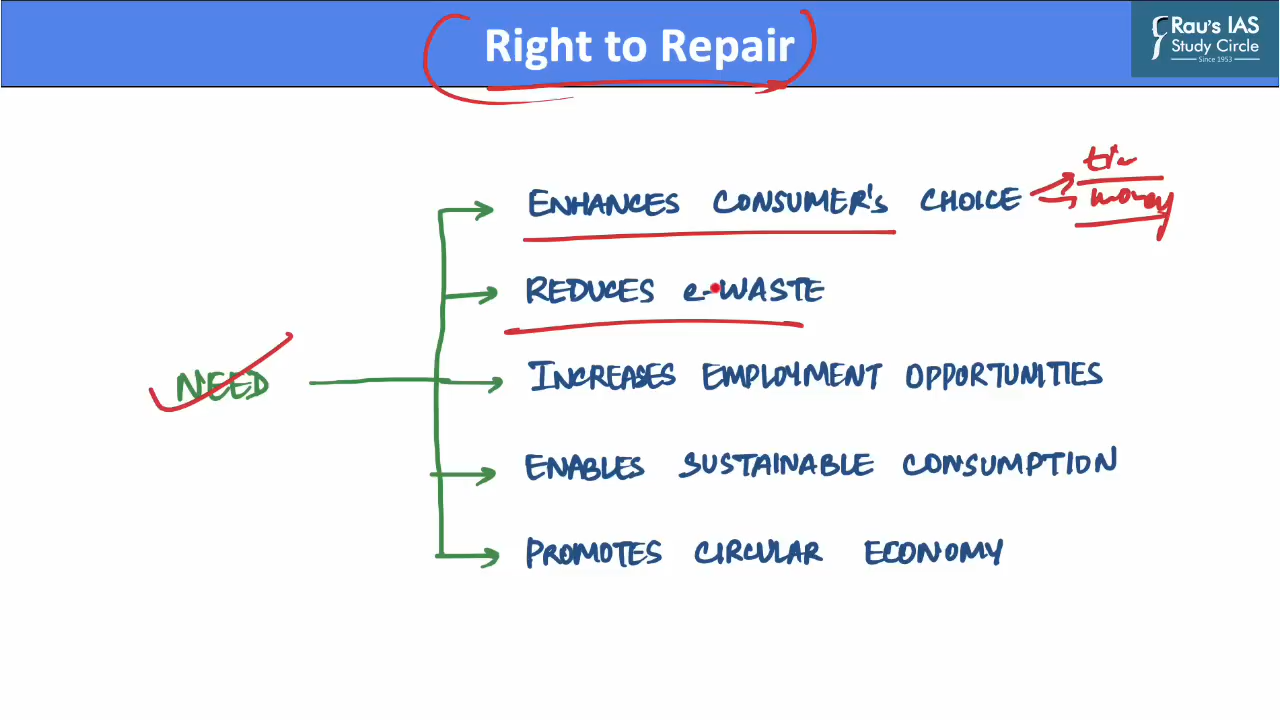 Right to Repair
Rau's IAS
Study Circle
Since 1953
ENHANCES CONSUMER'S CHOICE
money
REDUCES e-WASTE
NEED
INCREASES EMPLOYMENT OPPORTUNITIES
ENABLES SUSTAINABLE CONSUMPTION
PROMOTES CIRCULAR ECONOMY